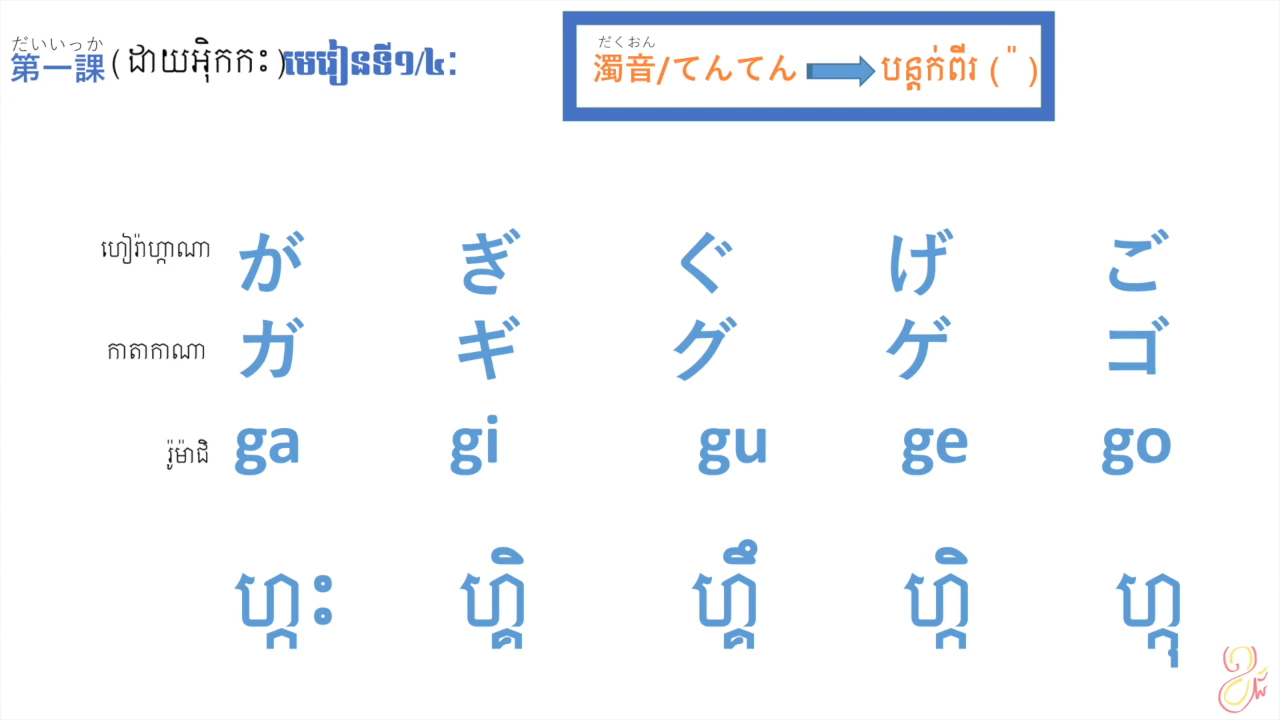 だいいっか
第一課(ដាយអ៊ិកកះ)មេរៀនទី១/៤:
だくおん
濁音/てんてん បន្តក់ពីរ ( ៉ )
ហៀរ៉ាហ្កាណា が ぎ ぐ げ ご
កាតាកាណា ガ ギ グ ゲ ゴ
រ៉ូម៉ាជិ ga gi gu ge go
ហ្កះ ហ្គិ ហ្គឹ ហ្កិ ហ្កុ